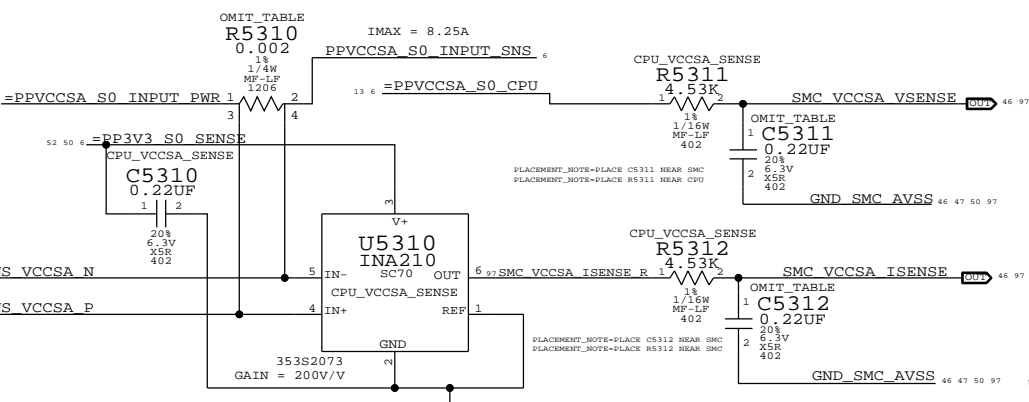 OMIT_TABLE
R5310
0.002
1%
1/4W
MF-LF
1206
IMAX = 8.25A
PPVCCSA_S0_INPUT_SNS 6
=PPVCCSA_S0_INPUT_PWR 1 2
3 4
13 6 =PPVCCSA_S0_CPU
CPU_VCCSA_SENSE
R5311
4.53K
1 2
1%
1/16W
MF-LF
402
SMC_VCCSA_VSENSE OUT 46 97
OMIT_TABLE
1 C5311
0.22UF
20%
6.3V
2 X5R
402
PLACEMENT_NOTE=PLACE C5311 NEAR SMC
PLACEMENT_NOTE=PLACE R5311 NEAR CPU
GND_SMC_AVSS 46 47 50 97
52 50 6 =PP3V3_S0_SENSE
CPU_VCCSA_SENSE
C5310
0.22UF
1 2
20%
6.3V
X5R
402
3
V+
U5310
INA210
SC70
CPU_VCCSA_SENSE
5 IN-
4 IN+
OUT 6
REF 1
GND
2
353S2073
GAIN = 200V/V
S_VCCSA_N
S_VCCSA_P
97 SMC_VCCSA_ISENSE_R
CPU_VCCSA_SENSE
R5312
4.53K
1 2
1%
1/16W
MF-LF
402
SMC_VCCSA_ISENSE OUT 46 97
OMIT_TABLE
1 C5312
0.22UF
20%
6.3V
2 X5R
402
PLACEMENT_NOTE=PLACE C5312 NEAR SMC
PLACEMENT_NOTE=PLACE R5312 NEAR SMC
GND_SMC_AVSS 46 47 50 97